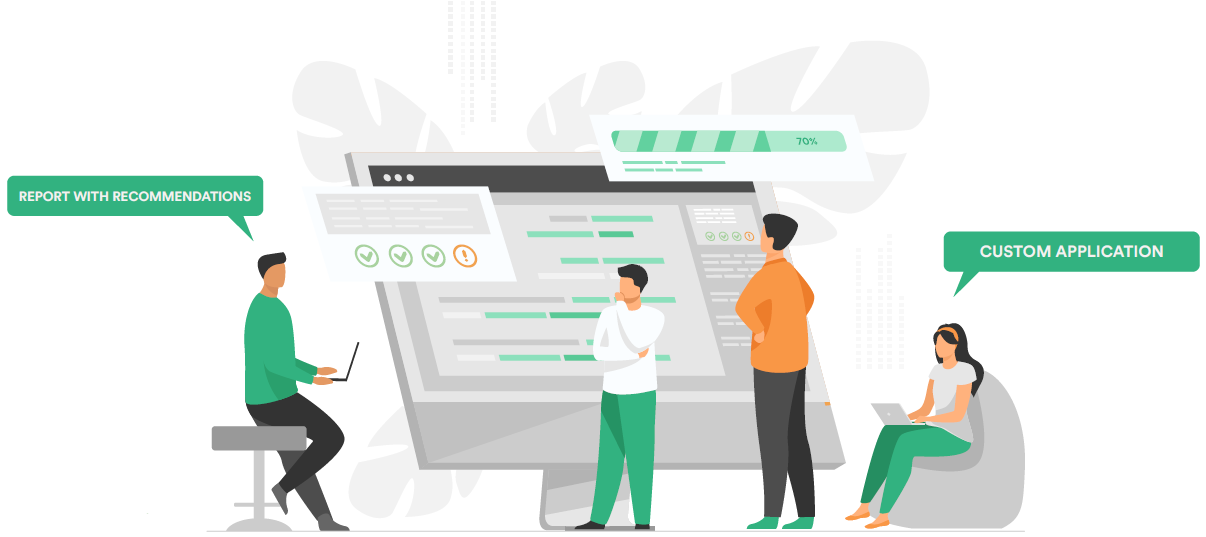 70%
REPORT WITH RECOMMENDATIONS
CUSTOM APPLICATION